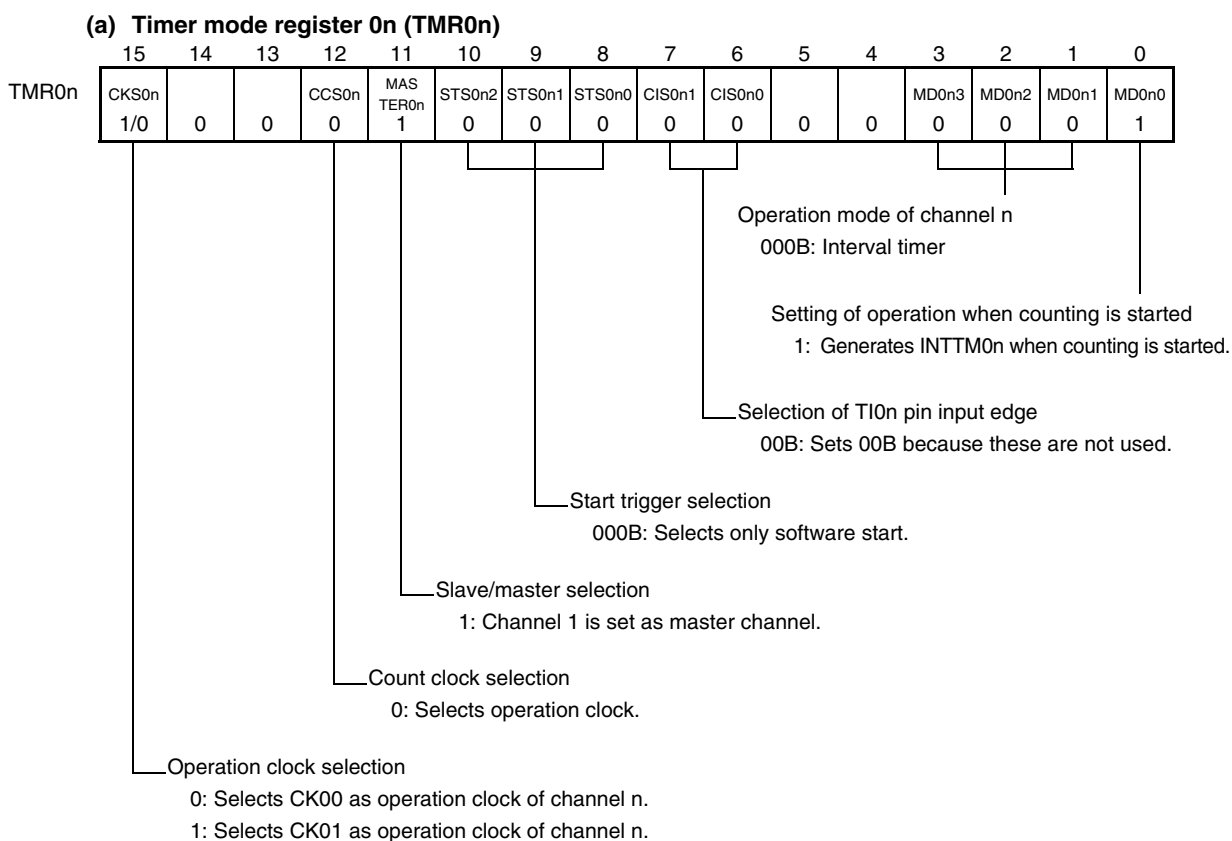 (a) Timer mode register 0n (TMR0n)
15 14 13 12 11 10 9 8 7 6 5 4 3 2 1 0
TMR0n CKS0n CCS0n MAS TER0n STS0n2 STS0n1 STS0n0 CIS0n1 CIS0n0 MD0n3 MD0n2 MD0n1 MD0n0
1/0 0 0 0 1 0 0 0 0 0 0 0 0 0 0 1
Operation mode of channel n
000B: Interval timer
Setting of operation when counting is started
1: Generates INTTM0n when counting is started.
Selection of TI0n pin input edge
00B: Sets 00B because these are not used.
Start trigger selection
000B: Selects only software start.
Slave/master selection
1: Channel 1 is set as master channel.
Count clock selection
0: Selects operation clock.
Operation clock selection
0: Selects CK00 as operation clock of channel n.
1: Selects CK01 as operation clock of channel n.